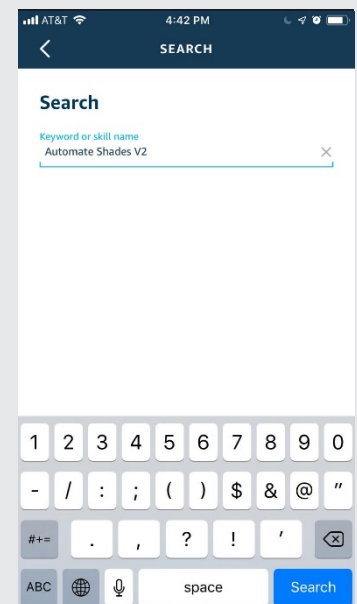 AT&T 4:42 PM
SEARCH
Search
Keyword or skill name
Automate Shades V2
1 2 3 4 5 6 7 8 9 0
- / : ; ( ) $ & @ "
#+= . , ? ! '
ABC space Search